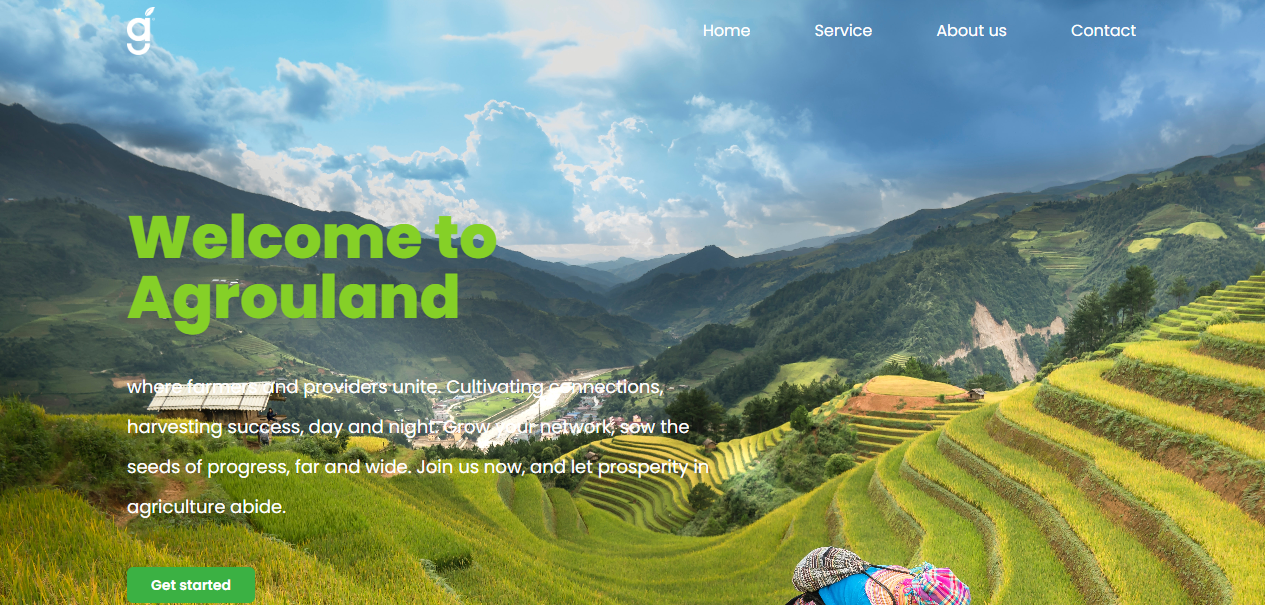 g
Home Service About us Contact
Welcome to
Agrouland
where farmers and providers unite. Cultivating connections,
harvesting success, day and night. Grow your network, sow the
seeds of progress, far and wide. Join us now, and let prosperity in
agriculture abide.
Get started